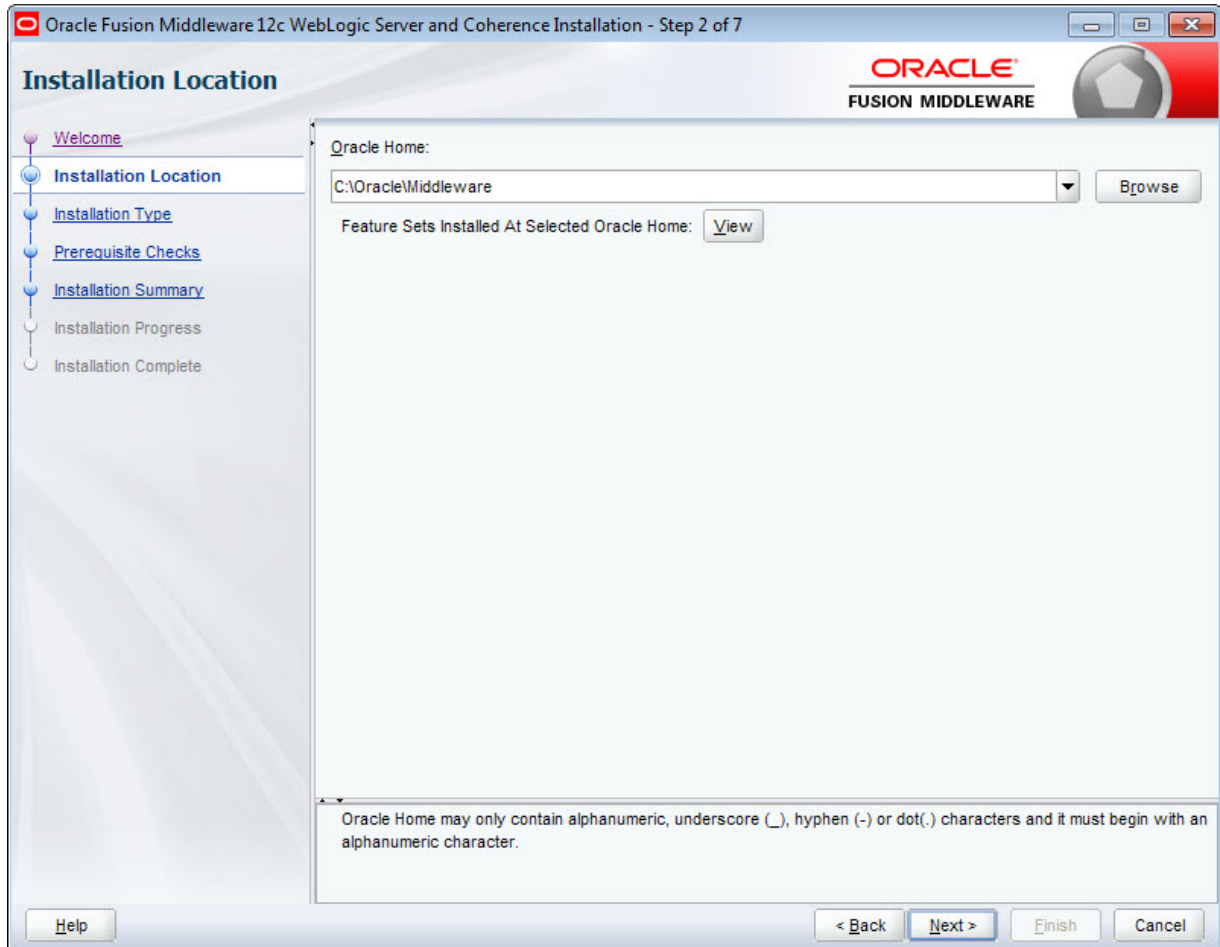 Oracle Fusion Middleware 12c WebLogic Server and Coherence Installation - Step 2 of 7
Installation Location
ORACLE
FUSION MIDDLEWARE
Welcome
Installation Location
Installation Type
Prerequisite Checks
Installation Summary
Installation Progress
Installation Complete
Oracle Home:
C:\Oracle\Middleware
Browse
Feature Sets Installed At Selected Oracle Home: View
Oracle Home may only contain alphanumeric, underscore (_), hyphen (-) or dot(.) characters and it must begin with an
alphanumeric character.
Help
< Back
Next >
Finish
Cancel